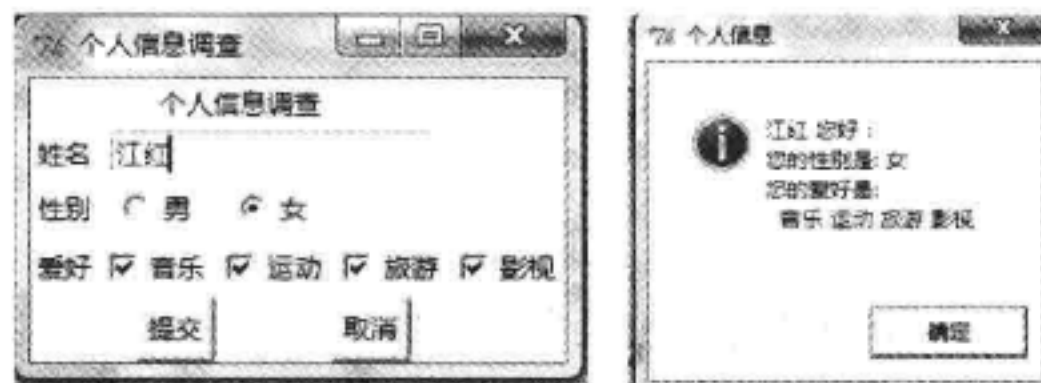 个人信息调查
个人信息调查
姓名 江红
性别 男 女
爱好 音乐 运动 旅游 影视
提交 取消
个人信息
江红 您好：
您的性别是: 女
您的爱好是:
音乐 运动 旅游 影视
确定